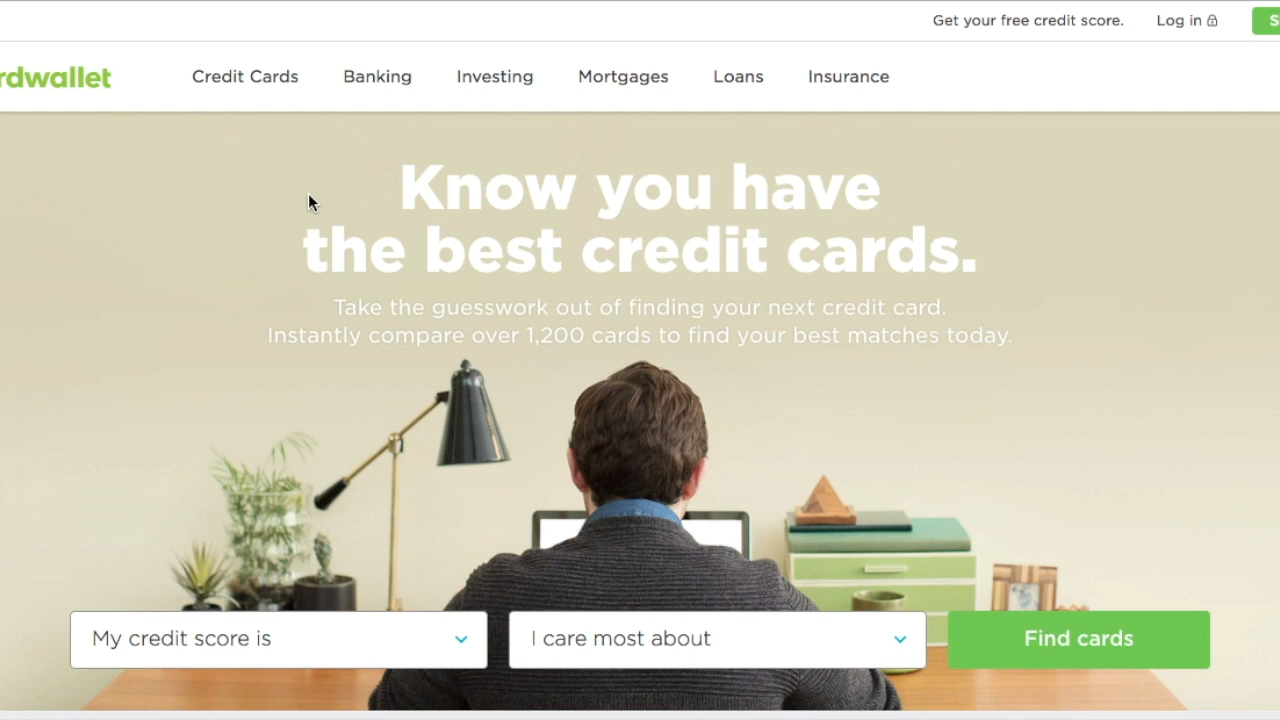 Get your free credit score. Log in
rdwallet Credit Cards Banking Investing Mortgages Loans Insurance
Know you have
the best credit cards.
Take the guesswork out of finding your next credit card.
Instantly compare over 1,200 cards to find your best matches today.
My credit score is I care most about Find cards